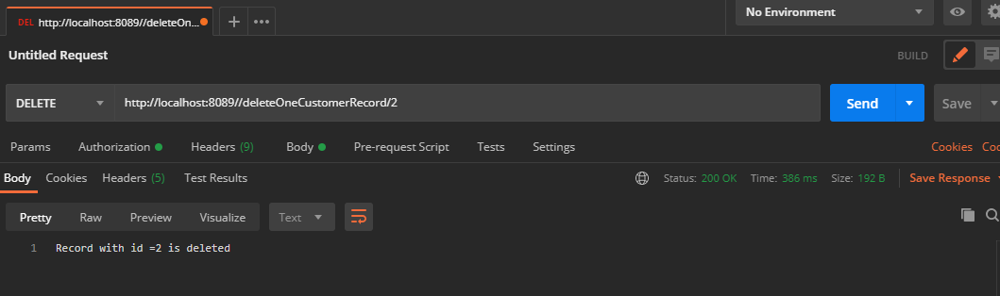 DEL http://localhost:8089//deleteOn...
No Environment
Untitled Request
BUILD
DELETE
http://localhost:8089//deleteOneCustomerRecord/2
Send
Save
Params Authorization Headers (9) Body Pre-request Script Tests Settings Cookies Coo
Body Cookies Headers (5) Test Results Status: 200 OK Time: 386 ms Size: 192 B Save Response
Pretty Raw Preview Visualize Text
1 Record with id =2 is deleted